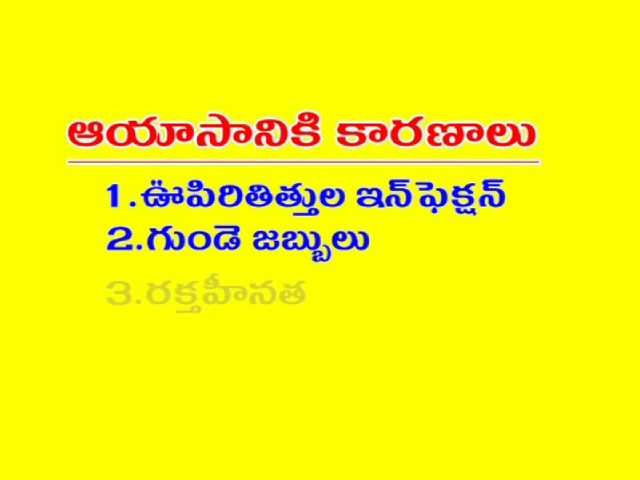 ఆయాసానికి కారణాలు
1.ఊపిరితిత్తుల ఇన్‌ఫెక్షన్
2.గుండె జబ్బులు
3.రక్తహీనత